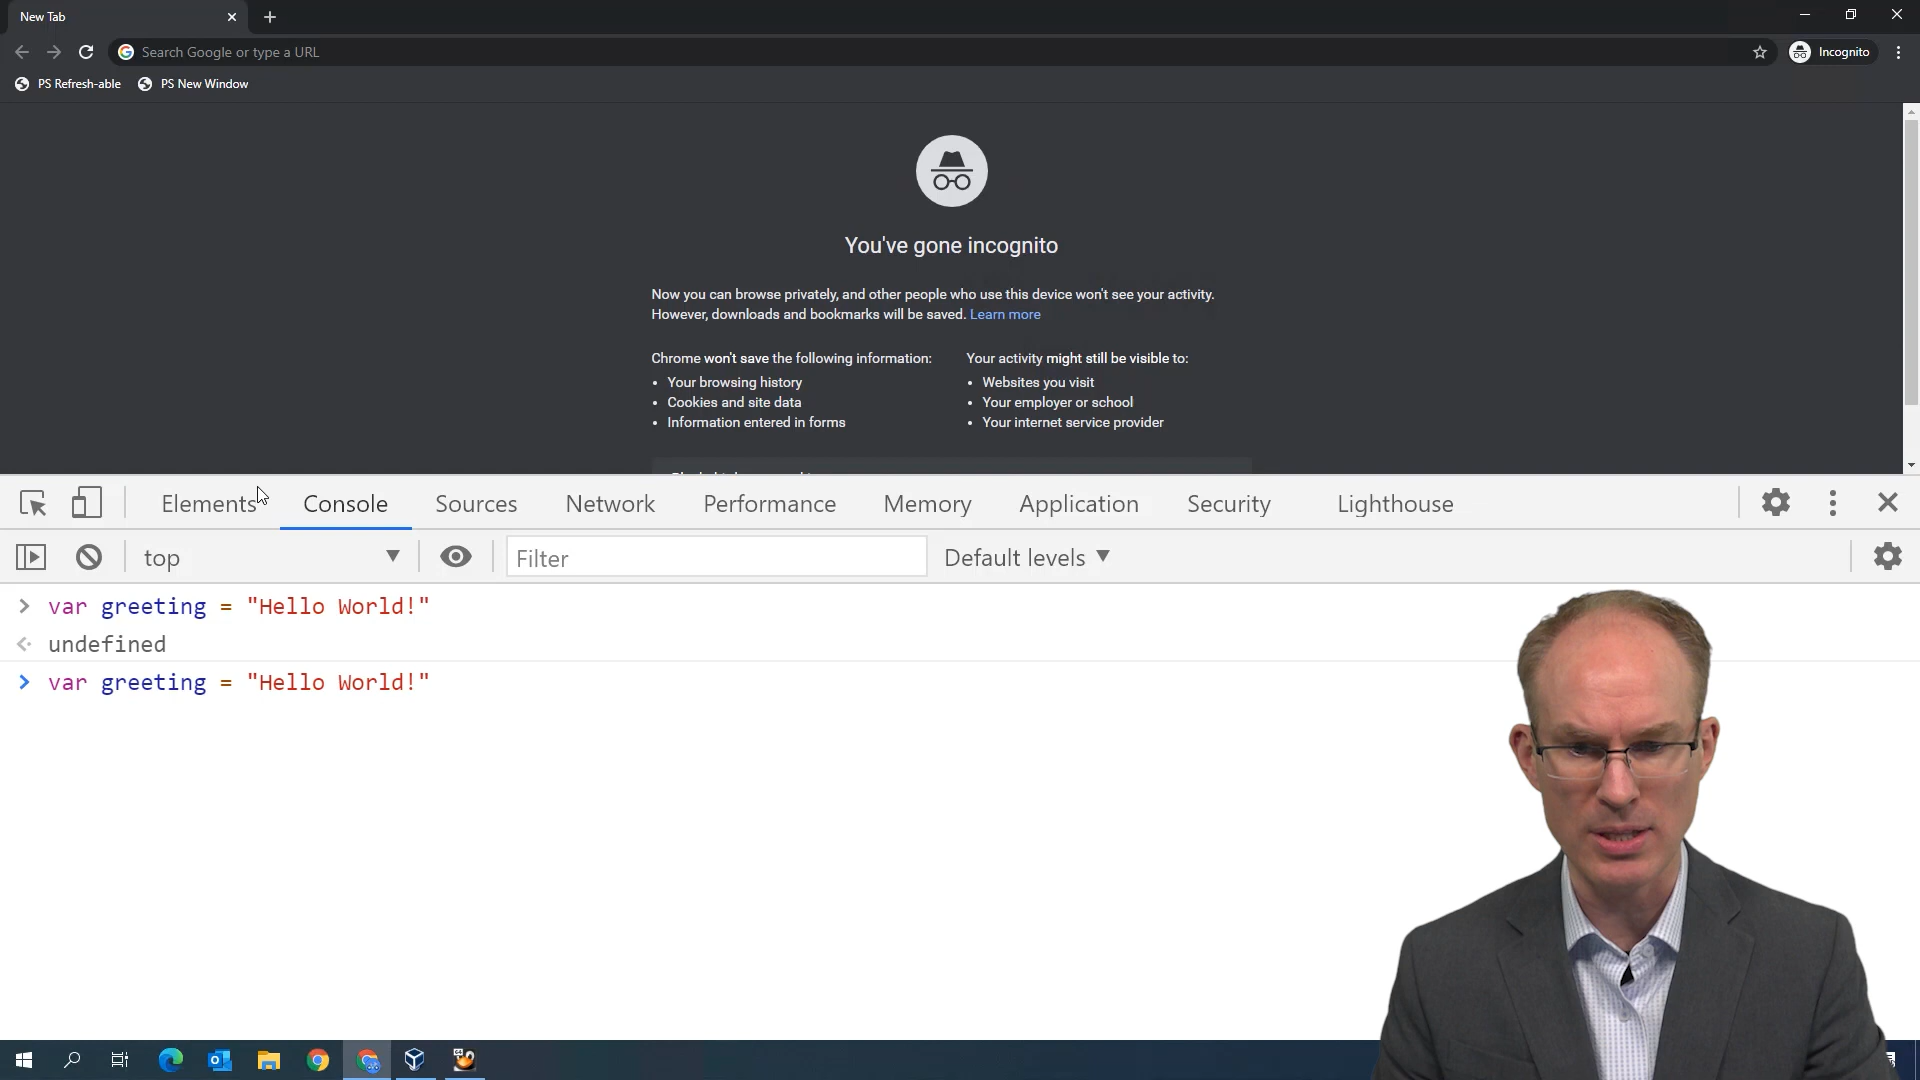 New Tab
Search Google or type a URL
Incognito
PS Refresh-able
PS New Window
You've gone incognito
Now you can browse privately, and other people who use this device won't see your activity.
However, downloads and bookmarks will be saved. Learn more
Chrome won't save the following information:
Your browsing history
Cookies and site data
Information entered in forms
Your activity might still be visible to:
Websites you visit
Your employer or school
Your internet service provider
Elements
Console
Sources
Network
Performance
Memory
Application
Security
Lighthouse
top
Filter
Default levels
> var greeting = "Hello World!"
undefined
> var greeting = "Hello World!"